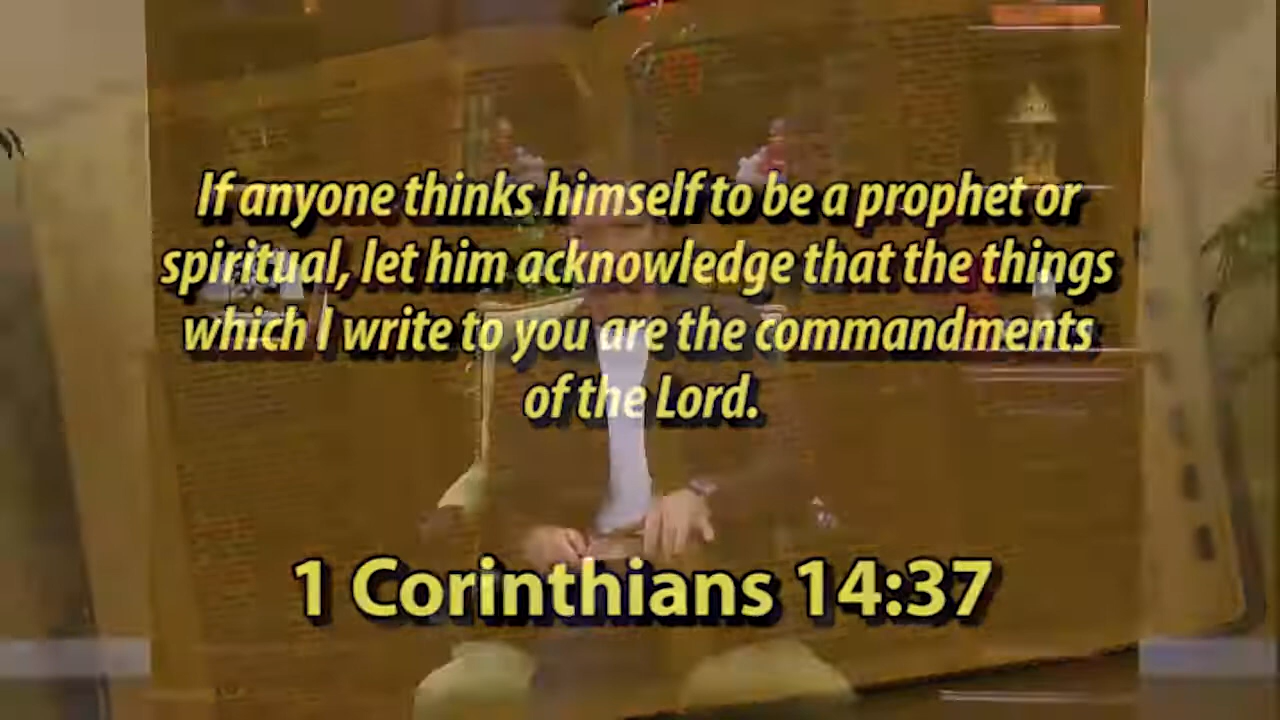 If anyone thinks himself to be a prophet or
spiritual, let him acknowledge that the things
which I write to you are the commandments
of the Lord.
1 Corinthians 14:37